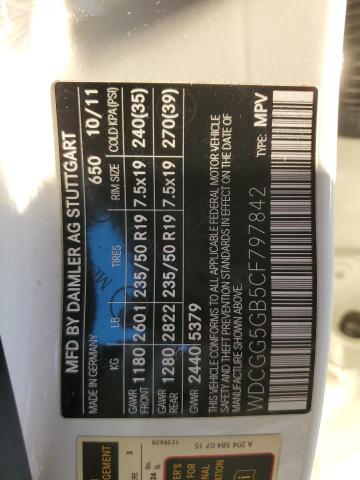 MFD BY DAIMLER AG STUTTGART
MADE IN GERMANY 650 10/11
KG LB TIRES RIM SIZE COLD KPA(PSI)
GAWR FRONT 1180 2601 235/50 R19 7.5x19 240(35)
GAWR REAR 1280 2822 235/50 R19 7.5x19 270(39)
GVWR 2440 5379
THIS VEHICLE CONFORMS TO ALL APPLICABLE FEDERAL MOTOR VEHICLE
SAFETY, BUMPER AND THEFT PREVENTION STANDARDS IN EFFECT ON THE DATE OF
MANUFACTURE SHOWN ABOVE.
WDCGG5GB5CF797842 TYPE: MPV
A 204 584 07 15